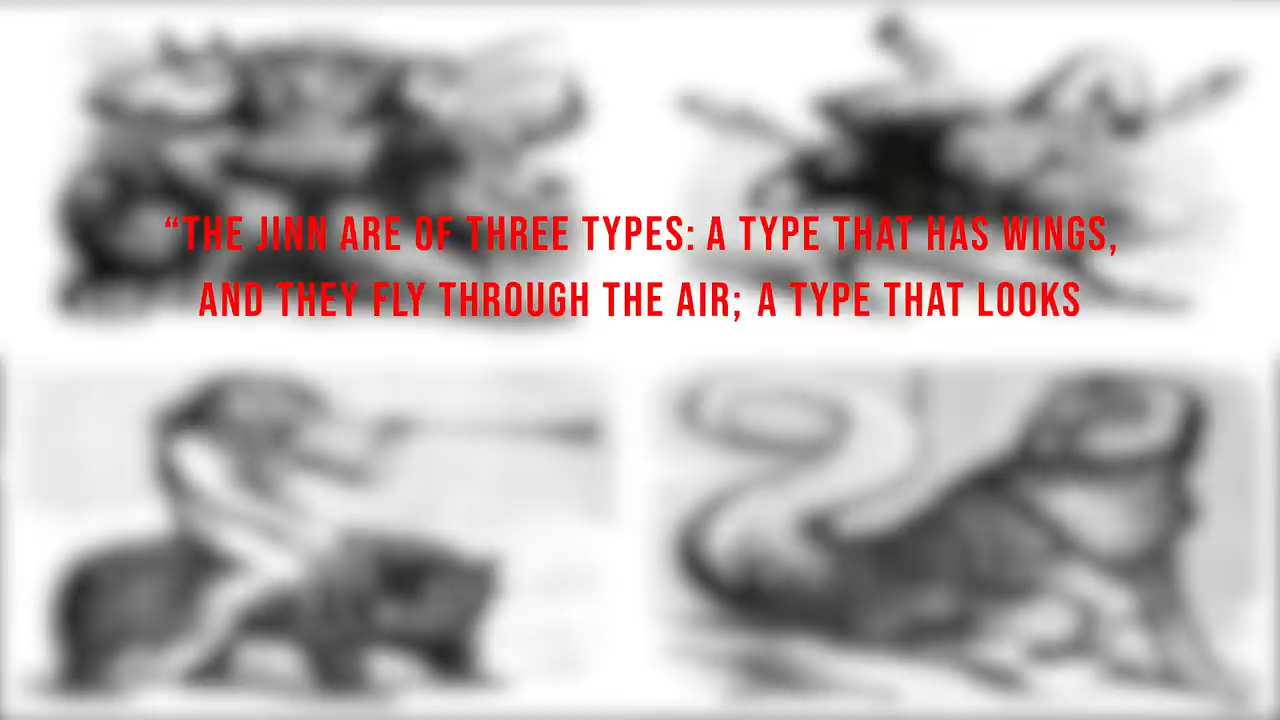 “THE JINN ARE OF THREE TYPES: A TYPE THAT HAS WINGS,
AND THEY FLY THROUGH THE AIR; A TYPE THAT LOOKS